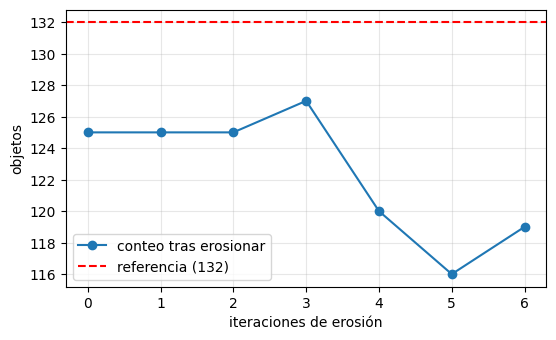 132
130
128
126
124
122
120
118
116
objetos
conteo tras erosionar
referencia (132)
0 1 2 3 4 5 6
iteraciones de erosión